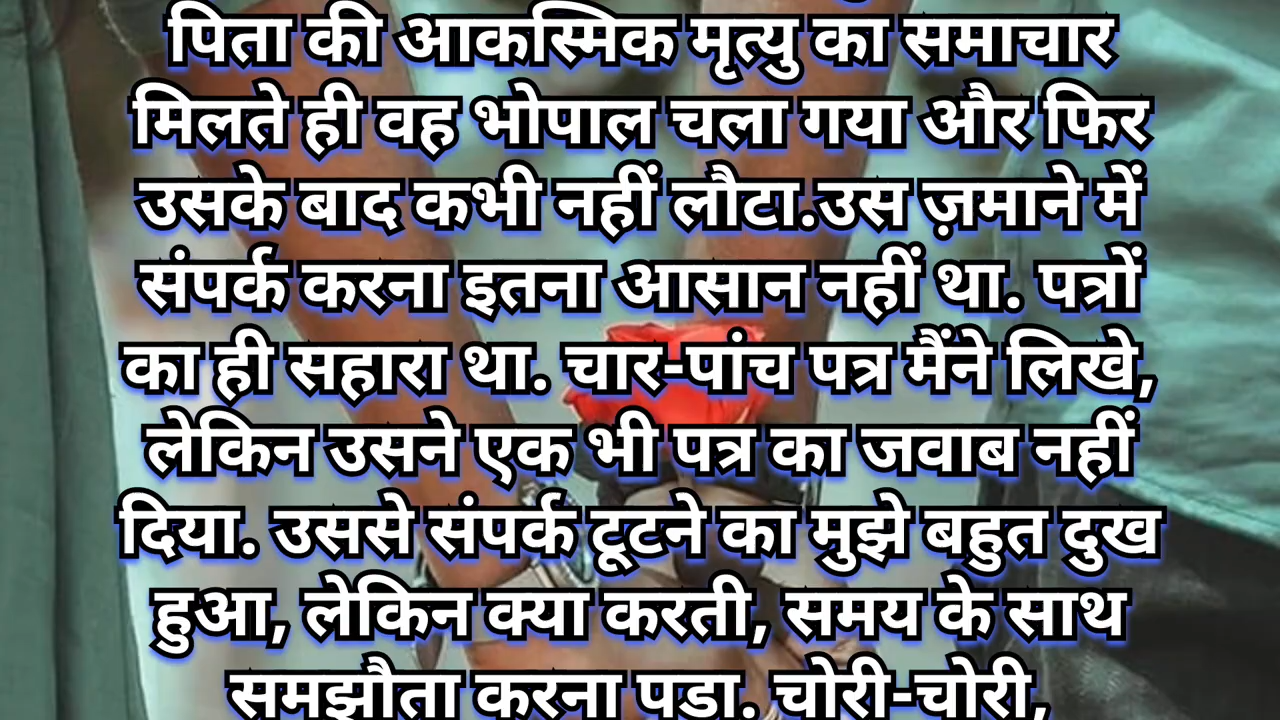 पिता की आकस्मिक मृत्यु का समाचार
मिलते ही वह भोपाल चला गया और फिर
उसके बाद कभी नहीं लौटा.उस ज़माने में
संपर्क करना इतना आसान नहीं था. पत्रों
का ही सहारा था. चार-पांच पत्र मैंने लिखे,
लेकिन उसने एक भी पत्र का जवाब नहीं
दिया. उससे संपर्क टूटने का मुझे बहुत दुख
हुआ, लेकिन क्या करती, समय के साथ
समझौता करना पड़ा. चोरी-चोरी,